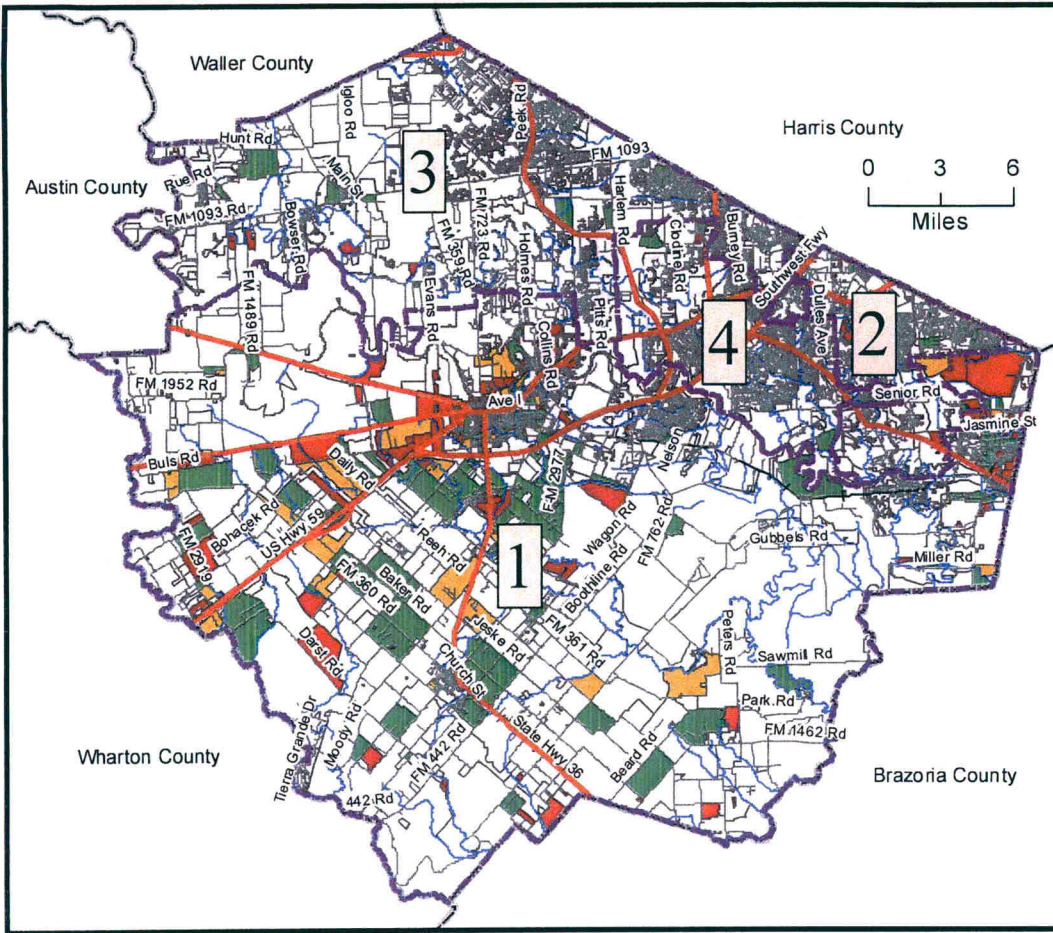 Waller County
Harris County
Austin County
Wharton County
Brazoria County
0 3 6
Miles
Igloo Rd
Peek Rd
Hunt Rd
Main St
3
FM 1093
Rue Rd
FM 1093 Rd
Bowser Rd
FM 723 Rd
FM 359 Rd
Holmes Rd
Harlem Rd
Clodine Rd
Burney Rd
Southwest Fwy
Evans Rd
Pitts Rd
Collins Rd
Dulles Ave
FM 1489 Rd
4
2
FM 1952 Rd
Ave I
Senior Rd
Jasmine St
Buls Rd
Daily Rd
FM 2977
Nelson
Bohacek Rd
US Hwy 59
FM 2919
Reeh Rd
1
Wagon Rd
Boothline Rd
FM 762 Rd
Gubbels Rd
Miller Rd
FM 360 Rd
Baker Rd
Jeske Rd
FM 361 Rd
Peters Rd
Darst Rd
Church St
Sawmill Rd
Park Rd
FM 1462 Rd
Tierra Grande Dr
Moody Rd
FM 442 Rd
State Hwy 36
Beard Rd
442 Rd